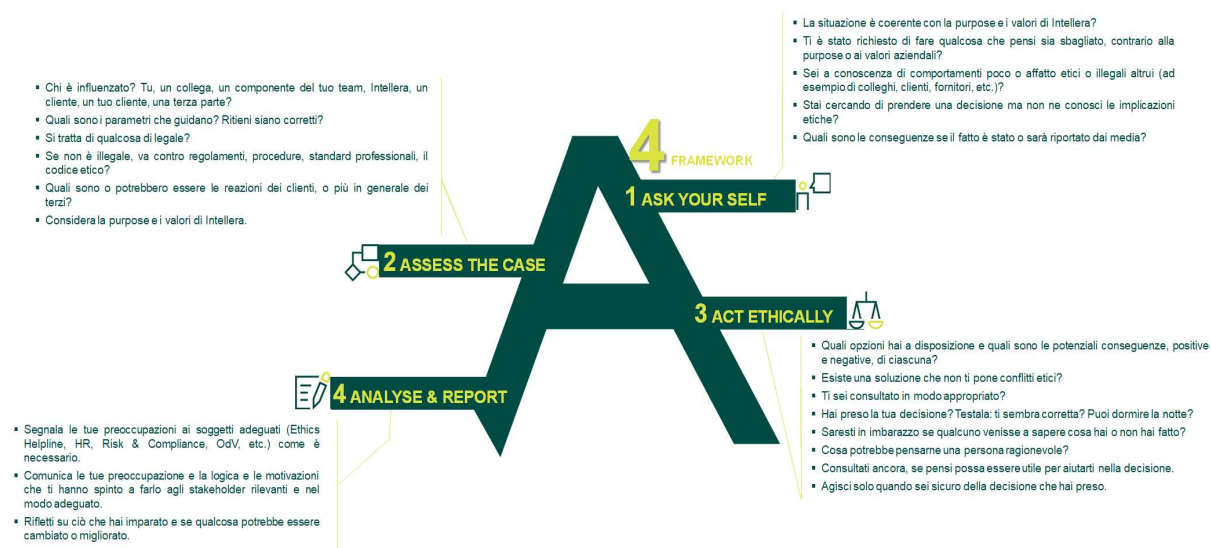 4 FRAMEWORK
1 ASK YOUR SELF
▪ La situazione è coerente con la purpose e i valori di Intellera?
▪ Ti è stato richiesto di fare qualcosa che pensi sia sbagliato, contrario alla
purpose o ai valori aziendali?
▪ Sei a conoscenza di comportamenti poco o affatto etici o illegali altrui (ad
esempio di colleghi, clienti, fornitori, etc.)?
▪ Stai cercando di prendere una decisione ma non ne conosci le implicazioni
etiche?
▪ Quali sono le conseguenze se il fatto è stato o sarà riportato dai media?
2 ASSESS THE CASE
▪ Chi è influenzato? Tu, un collega, un componente del tuo team, Intellera, un
cliente, un tuo cliente, una terza parte?
▪ Quali sono i parametri che guidano? Ritieni siano corretti?
▪ Si tratta di qualcosa di legale?
▪ Se non è illegale, va contro regolamenti, procedure, standard professionali, il
codice etico?
▪ Quali sono o potrebbero essere le reazioni dei clienti, o più in generale dei
terzi?
▪ Considera la purpose e i valori di Intellera.
3 ACT ETHICALLY
▪ Quali opzioni hai a disposizione e quali sono le potenziali conseguenze, positive
e negative, di ciascuna?
▪ Esiste una soluzione che non ti pone conflitti etici?
▪ Ti sei consultato in modo appropriato?
▪ Hai preso la tua decisione? Testala: ti sembra corretta? Puoi dormire la notte?
▪ Saresti in imbarazzo se qualcuno venisse a sapere cosa hai o non hai fatto?
▪ Cosa potrebbe pensarne una persona ragionevole?
▪ Consultati ancora, se pensi possa essere utile per aiutarti nella decisione.
▪ Agisci solo quando sei sicuro della decisione che hai preso.
4 ANALYSE & REPORT
▪ Segnala le tue preoccupazioni ai soggetti adeguati (Ethics
Helpline, HR, Risk & Compliance, OdV, etc.) come è
necessario.
▪ Comunica le tue preoccupazione e la logica e le motivazioni
che ti hanno spinto a farlo agli stakeholder rilevanti e nel
modo adeguato.
▪ Rifletti su ciò che hai imparato e se qualcosa potrebbe essere
cambiato o migliorato.